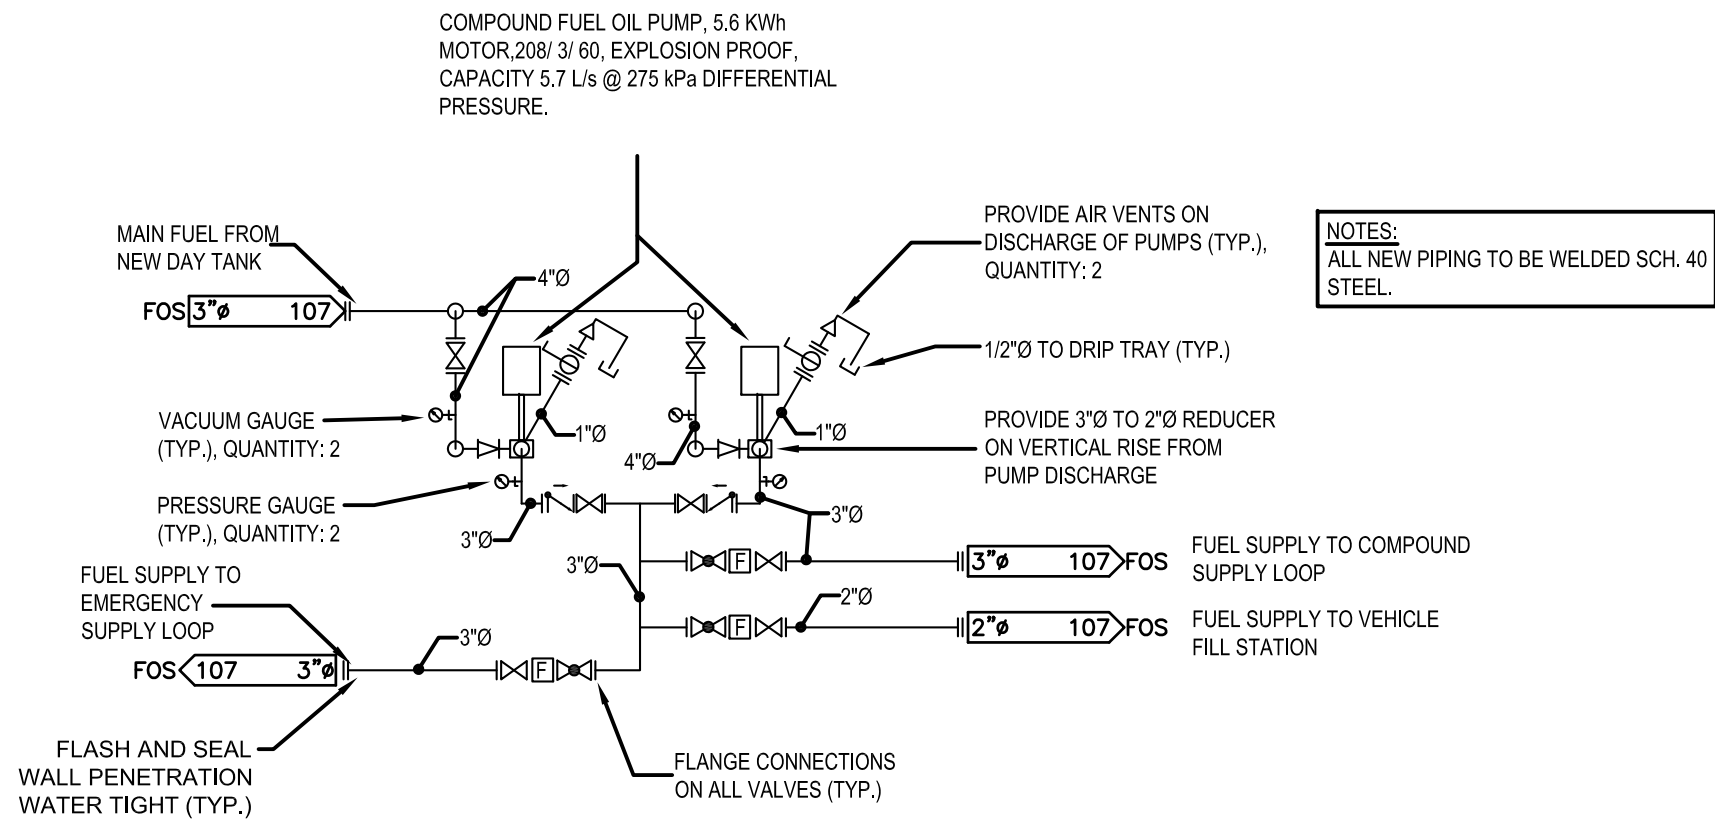 COMPOUND FUEL OIL PUMP, 5.6 KWh
MOTOR,208/ 3/ 60, EXPLOSION PROOF,
CAPACITY 5.7 L/s @ 275 kPa DIFFERENTIAL
PRESSURE.
MAIN FUEL FROM
NEW DAY TANK
FOS 3"ø 107
4"Ø
PROVIDE AIR VENTS ON
DISCHARGE OF PUMPS (TYP.),
QUANTITY: 2
NOTES:
ALL NEW PIPING TO BE WELDED SCH. 40
STEEL.
1/2"Ø TO DRIP TRAY (TYP.)
VACUUM GAUGE
(TYP.), QUANTITY: 2
1"Ø
4"Ø
1"Ø
PROVIDE 3"Ø TO 2"Ø REDUCER
ON VERTICAL RISE FROM
PUMP DISCHARGE
PRESSURE GAUGE
(TYP.), QUANTITY: 2
3"Ø
3"Ø
3"Ø
F
3"ø 107 FOS
FUEL SUPPLY TO COMPOUND
SUPPLY LOOP
FUEL SUPPLY TO
EMERGENCY
SUPPLY LOOP
2"Ø
F
2"ø 107 FOS
FUEL SUPPLY TO VEHICLE
FILL STATION
3"Ø
FOS 107 3"ø
F
FLASH AND SEAL
WALL PENETRATION
WATER TIGHT (TYP.)
FLANGE CONNECTIONS
ON ALL VALVES (TYP.)